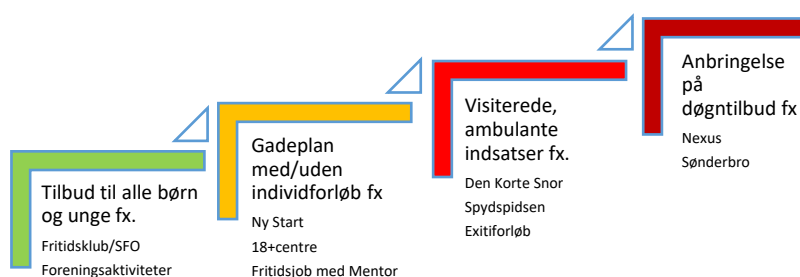 Tilbud til alle børn
og unge fx.
Fritidsklub/SFO
Foreningsaktiviteter
Gadeplan
med/uden
individforløb fx
Ny Start
18+centre
Fritidsjob med Mentor
Visiterede,
ambulante
indsatser fx.
Den Korte Snor
Spydspidsen
Exitiforløb
Anbringelse
på
døgntilbud fx
Nexus
Sønderbro